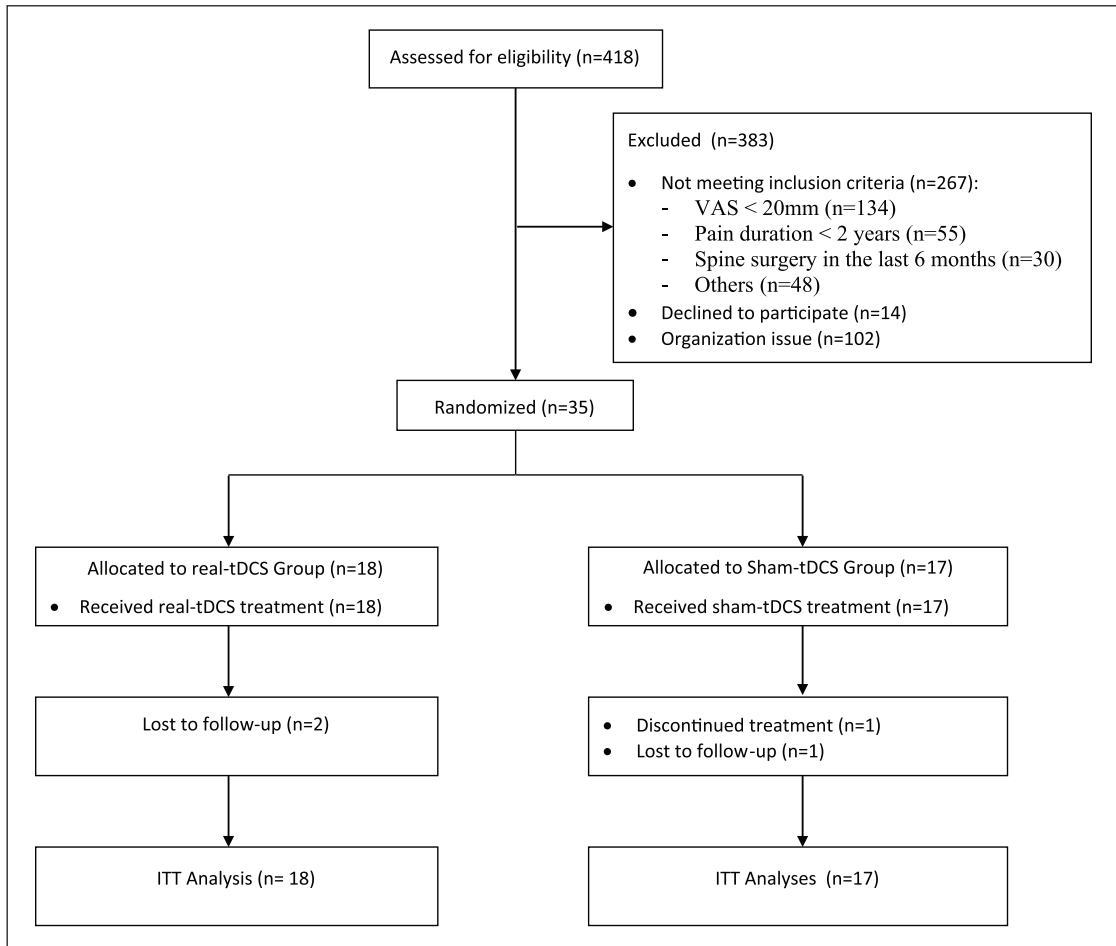 Assessed for eligibility (n=418)
Excluded (n=383)
• Not meeting inclusion criteria (n=267):
- VAS < 20mm (n=134)
- Pain duration < 2 years (n=55)
- Spine surgery in the last 6 months (n=30)
- Others (n=48)
• Declined to participate (n=14)
• Organization issue (n=102)
Randomized (n=35)
Allocated to real-tDCS Group (n=18)
• Received real-tDCS treatment (n=18)
Allocated to Sham-tDCS Group (n=17)
• Received sham-tDCS treatment (n=17)
Lost to follow-up (n=2)
• Discontinued treatment (n=1)
• Lost to follow-up (n=1)
ITT Analysis (n= 18)
ITT Analyses (n=17)